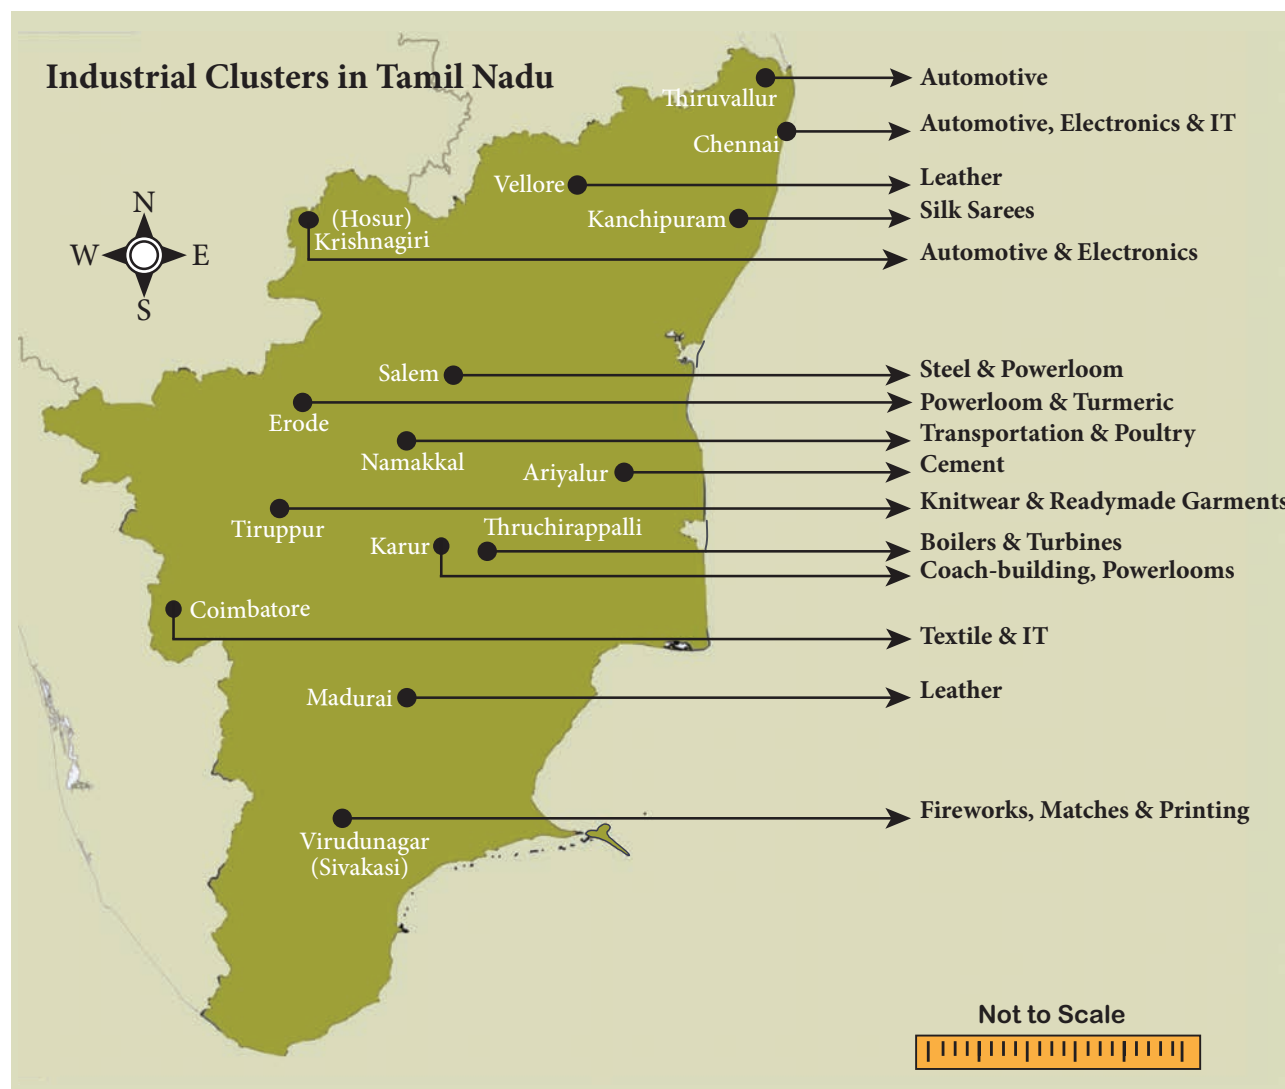 Industrial Clusters in Tamil Nadu
Thiruvallur
Automotive
Chennai
Automotive, Electronics & IT
Vellore
Leather
Kanchipuram
Silk Sarees
(Hosur)
Krishnagiri
Automotive & Electronics
N
W E
S
Salem
Steel & Powerloom
Erode
Powerloom & Turmeric
Namakkal
Transportation & Poultry
Ariyalur
Cement
Tiruppur
Knitwear & Readymade Garments
Thruchirappalli
Boilers & Turbines
Karur
Coach-building, Powerlooms
Coimbatore
Textile & IT
Madurai
Leather
Virudunagar
(Sivakasi)
Fireworks, Matches & Printing
Not to Scale